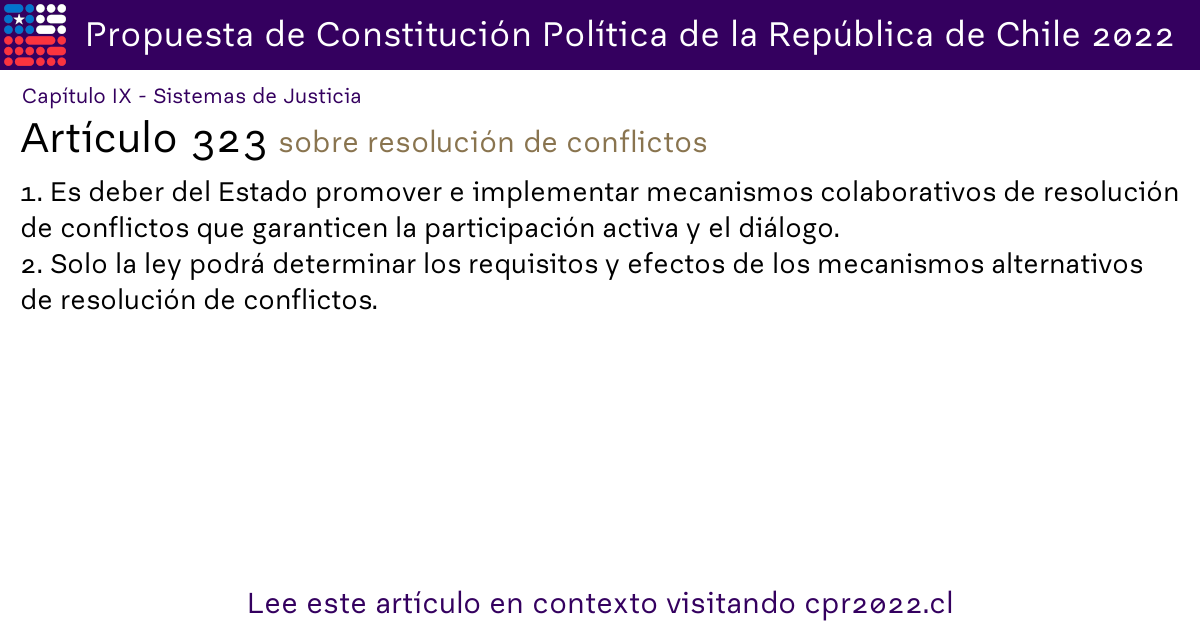 Propuesta de Constitución Política de la República de Chile 2022
Capítulo IX - Sistemas de Justicia
Artículo 323 sobre resolución de conflictos
1. Es deber del Estado promover e implementar mecanismos colaborativos de resolución
de conflictos que garanticen la participación activa y el diálogo.
2. Solo la ley podrá determinar los requisitos y efectos de los mecanismos alternativos
de resolución de conflictos.
Lee este artículo en contexto visitando cpr2022.cl